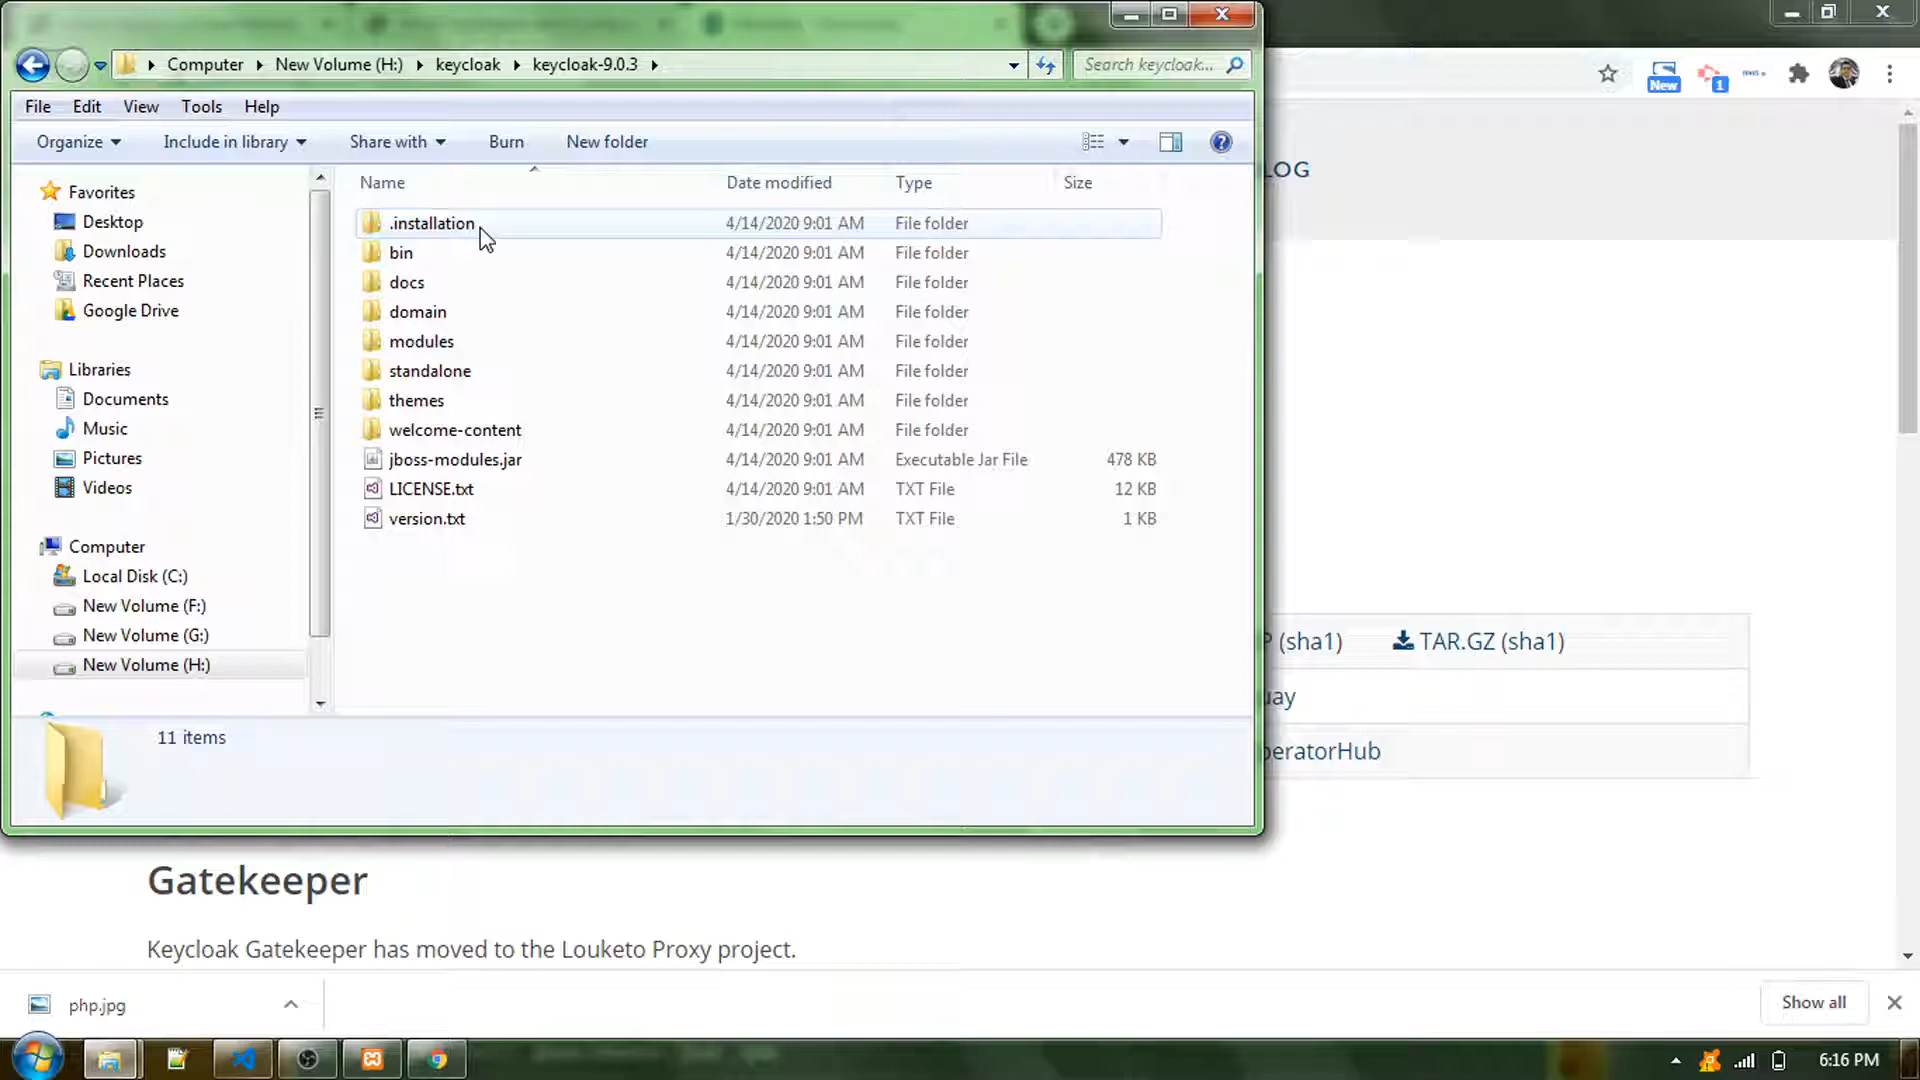 Computer
New Volume (H:)
keycloak
keycloak-9.0.3
Search keycloak...
File
Edit
View
Tools
Help
Organize
Include in library
Share with
Burn
New folder
Name
Date modified
Type
Size
Favorites
Desktop
Downloads
Recent Places
Google Drive
Libraries
Documents
Music
Pictures
Videos
Computer
Local Disk (C:)
New Volume (F:)
New Volume (G:)
New Volume (H:)
.installation 4/14/2020 9:01 AM File folder
bin 4/14/2020 9:01 AM File folder
docs 4/14/2020 9:01 AM File folder
domain 4/14/2020 9:01 AM File folder
modules 4/14/2020 9:01 AM File folder
standalone 4/14/2020 9:01 AM File folder
themes 4/14/2020 9:01 AM File folder
welcome-content 4/14/2020 9:01 AM File folder
jboss-modules.jar 4/14/2020 9:01 AM Executable Jar File 478 KB
LICENSE.txt 4/14/2020 9:01 AM TXT File 12 KB
version.txt 1/30/2020 1:50 PM TXT File 1 KB
11 items
New
1
LOG
P (sha1)
TAR.GZ (sha1)
uay
peratorHub
Gatekeeper
Keycloak Gatekeeper has moved to the Louketo Proxy project.
php.jpg
Show all
6:16 PM